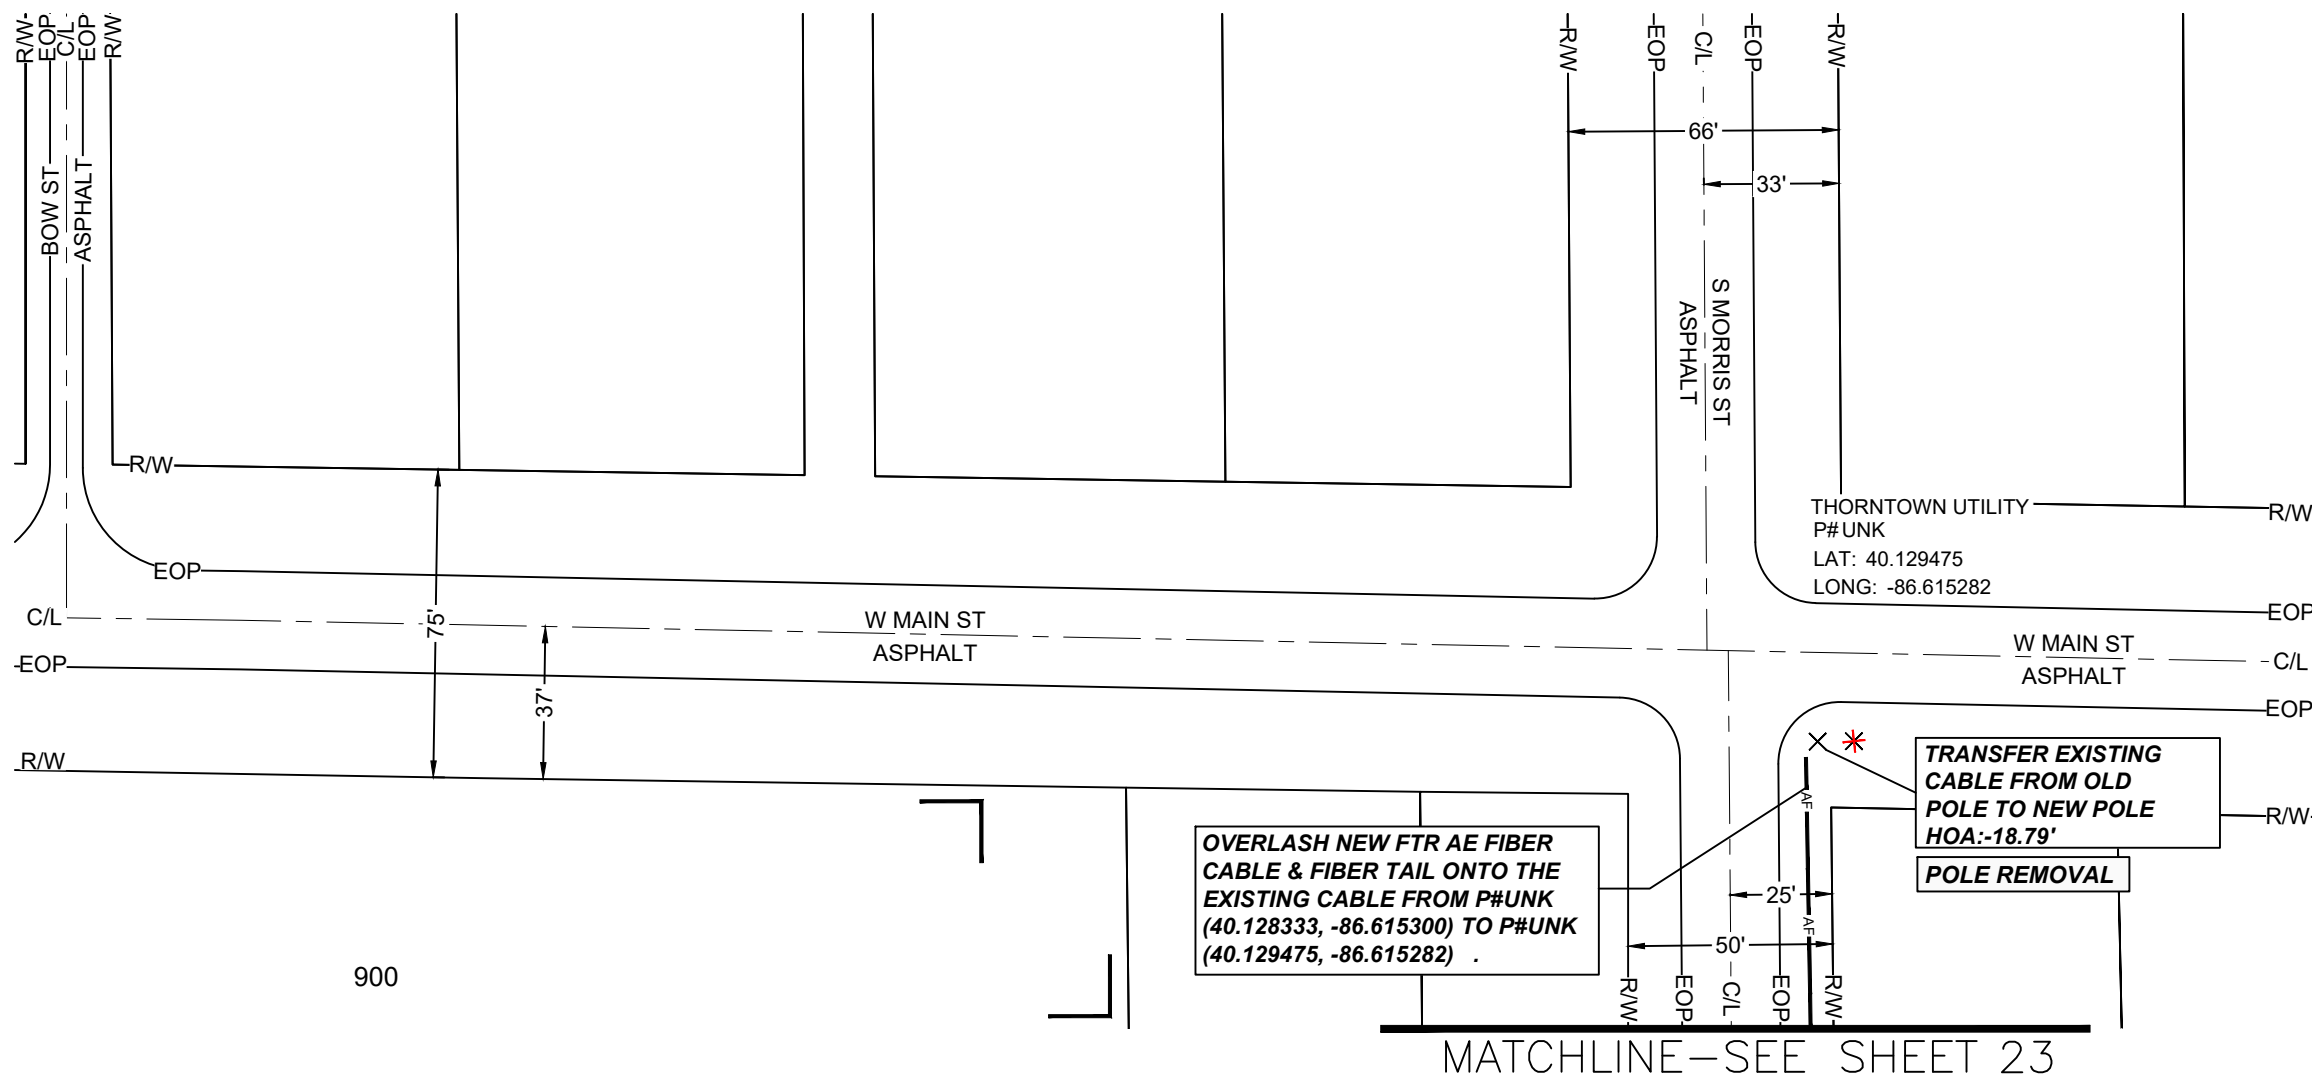 R/W
EOP
C/L
EOP
R/W
R/W
EOP
C/L
EOP
R/W
66'
33'
BOW ST
ASPHALT
S MORRIS ST
ASPHALT
R/W
THORNTOWN UTILITY
P#UNK
LAT: 40.129475
LONG: -86.615282
R/W
EOP
EOP
C/L
75'
W MAIN ST
ASPHALT
W MAIN ST
ASPHALT
C/L
EOP
37'
EOP
R/W
TRANSFER EXISTING
CABLE FROM OLD
POLE TO NEW POLE
HOA:-18.79'
POLE REMOVAL
R/W
AF
OVERLASH NEW FTR AE FIBER
CABLE & FIBER TAIL ONTO THE
EXISTING CABLE FROM P#UNK
(40.128333, -86.615300) TO P#UNK
(40.129475, -86.615282) .
25'
AF
50'
900
R/W
EOP
C/L
EOP
R/W
MATCHLINE-SEE SHEET 23